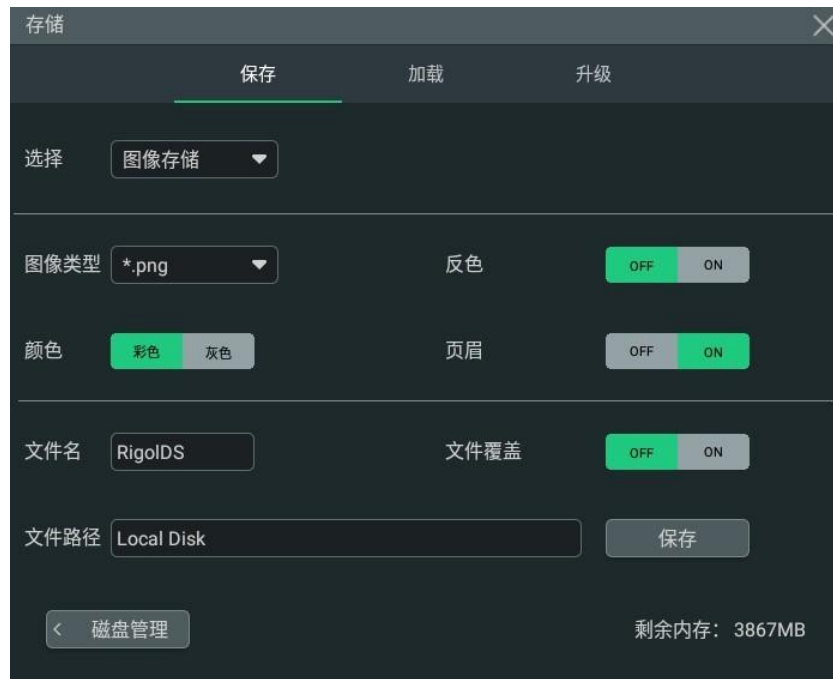 存储
保存 加载 升级
选择 图像存储
图像类型 *.png 反色 OFF ON
颜色 彩色 灰色 页眉 OFF ON
文件名 RigolDS 文件覆盖 OFF ON
文件路径 Local Disk 保存
< 磁盘管理 剩余内存： 3867MB